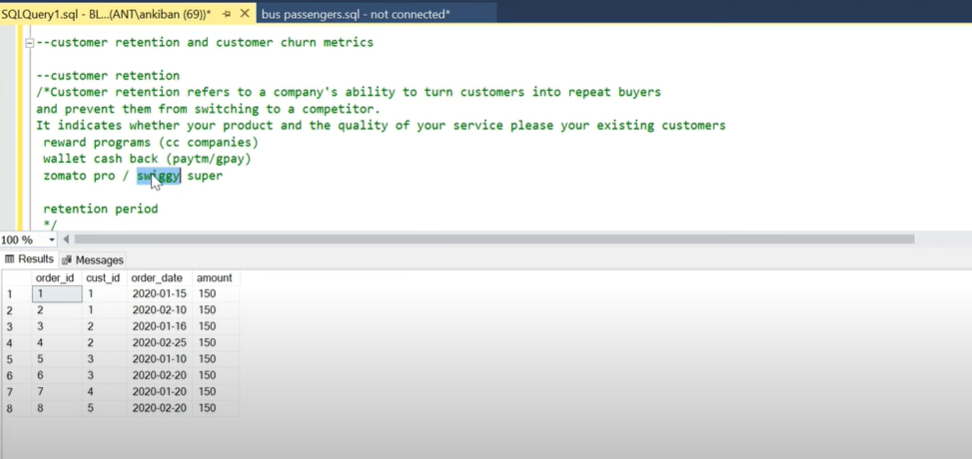 SQLQuery1.sql - BL...(ANT\ankiban (69))* bus passengers.sql - not connected*
--customer retention and customer churn metrics
--customer retention
/*Customer retention refers to a company's ability to turn customers into repeat buyers
and prevent them from switching to a competitor.
It indicates whether your product and the quality of your service please your existing customers
reward programs (cc companies)
wallet cash back (paytm/gpay)
zomato pro / swiggy super
retention period
*/
100 %
Results Messages
order_id cust_id order_date amount
1 1 1 2020-01-15 150
2 2 1 2020-02-10 150
3 3 2 2020-01-16 150
4 4 2 2020-02-25 150
5 5 3 2020-01-10 150
6 6 3 2020-02-20 150
7 7 4 2020-01-20 150
8 8 5 2020-02-20 150